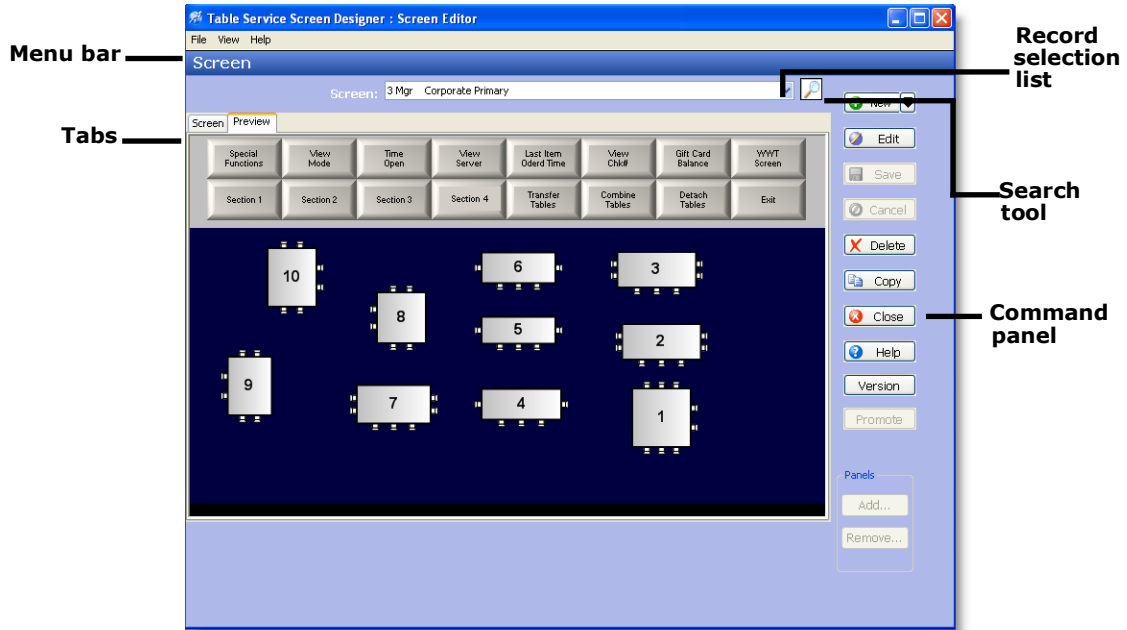 Table Service Screen Designer : Screen Editor
File View Help
Menu bar
Screen
Record
selection
list
Screen: 3 Mgr Corporate Primary
New
Tabs
Screen Preview
Edit
Special
Functions
View
Mode
Time
Open
View
Server
Last Item
Oderd Time
View
Chk#
Gift Card
Balance
WWT
Screen
Save
Search
tool
Section 1
Section 2
Section 3
Section 4
Transfer
Tables
Combine
Tables
Detach
Tables
Exit
Cancel
Delete
10
6
3
Copy
8
5
2
Close
Command
panel
Help
9
7
4
1
Version
Promote
Panels
Add...
Remove...